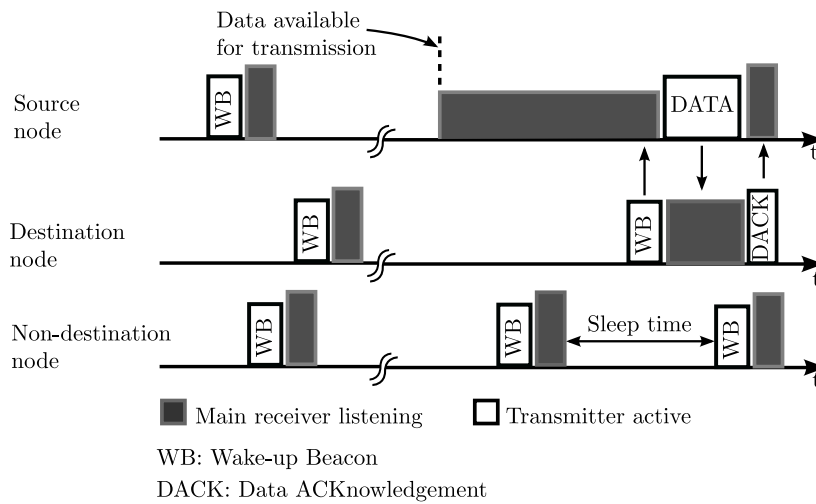 Data available
for transmission
Source
node
WB
DATA
t
Destination
node
WB
WB
DACK
t
Non-destination
node
WB
WB
Sleep time
WB
t
Main receiver listening
Transmitter active
WB: Wake-up Beacon
DACK: Data ACKnowledgement